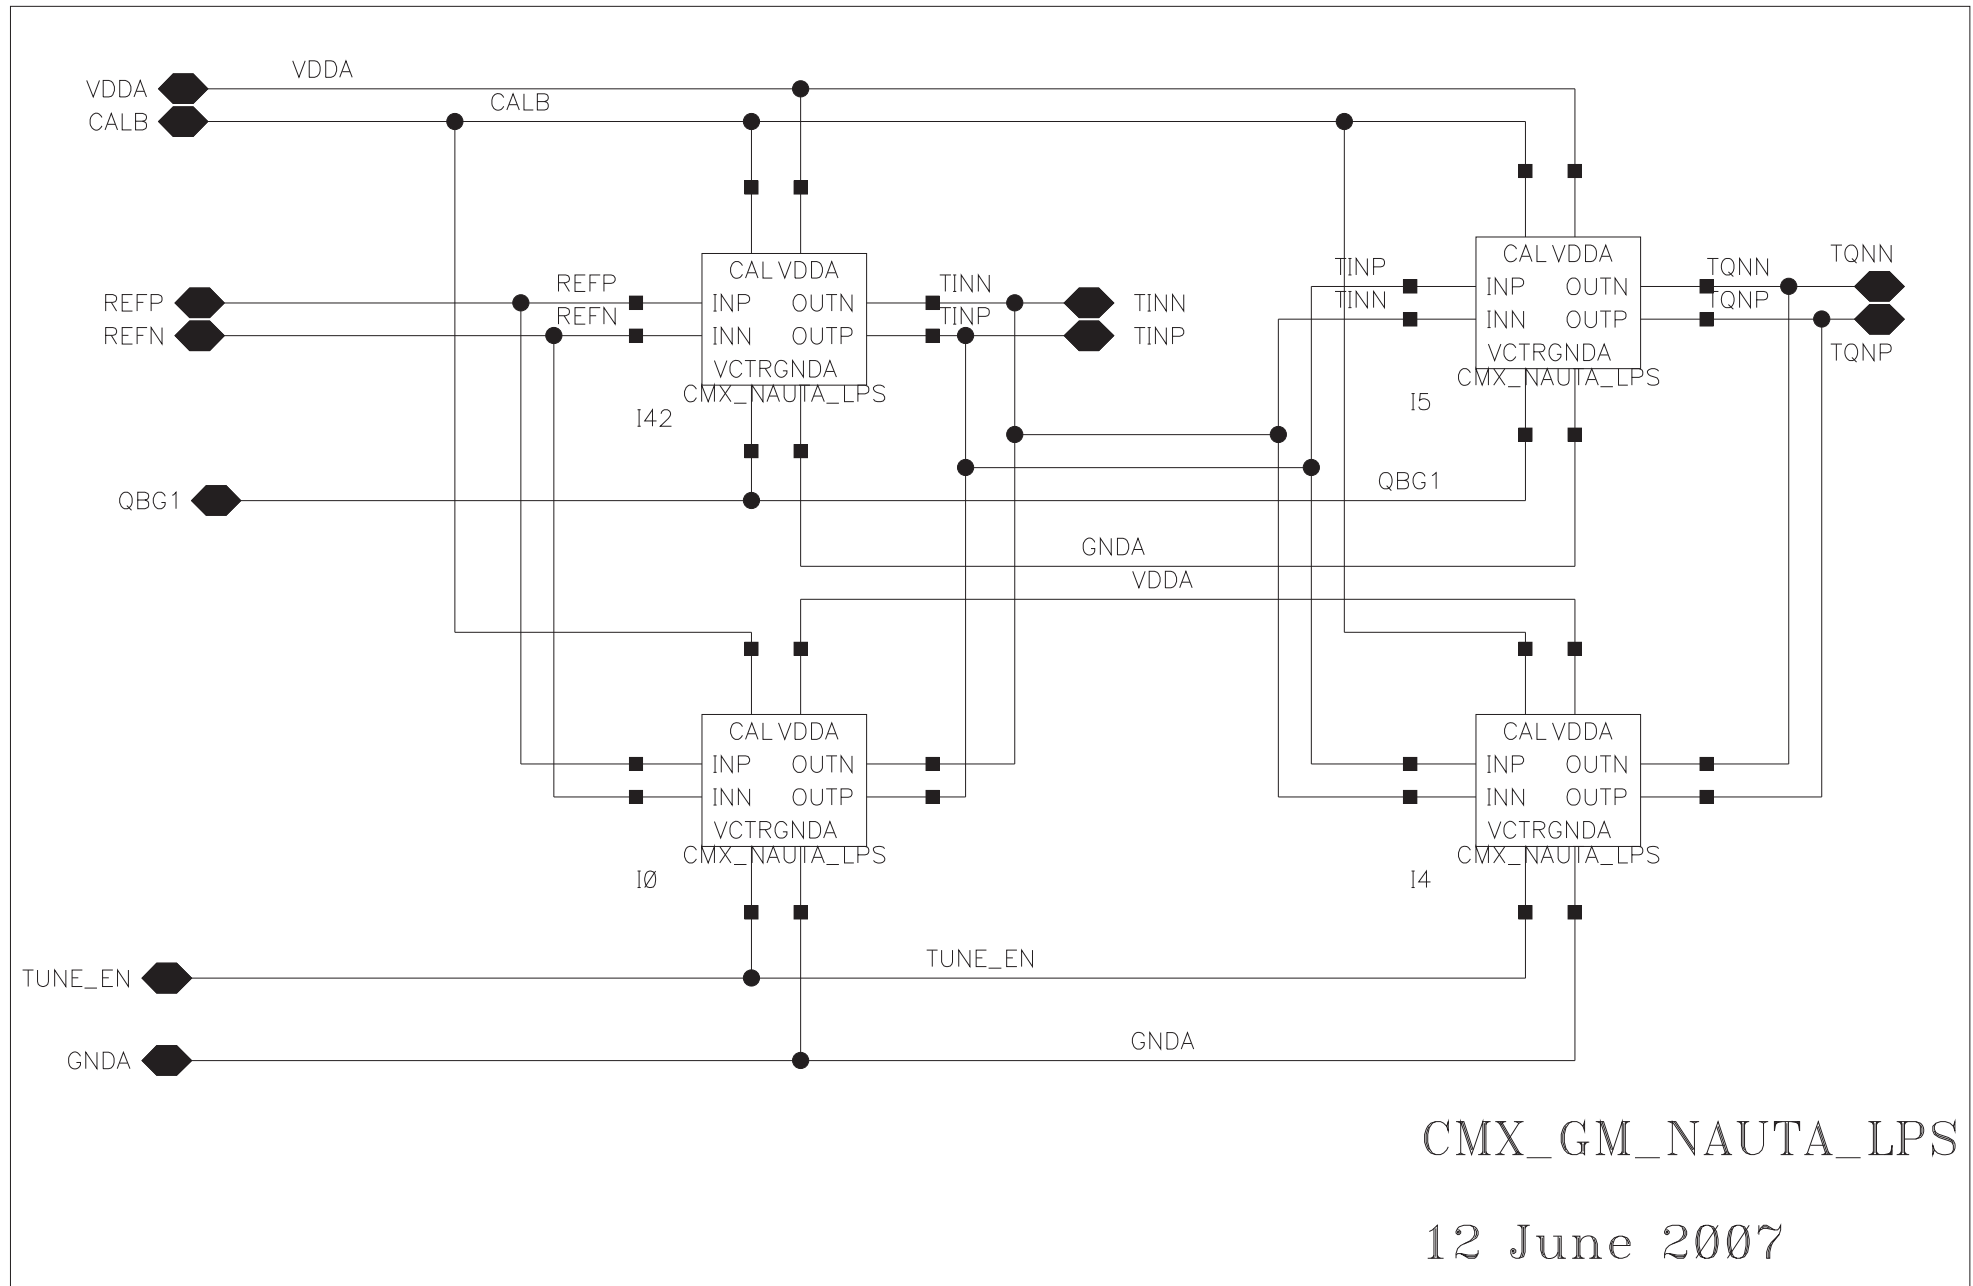 VDDA
VDDA
CALB
CALB
CAL VDDA
TQNN
TQNN
REFP
TINN
TINP
INP OUTN
REFP
INP OUTN
TINN
TINN
TQNP
REFN
TINP
INN OUTP
REFN
INN OUTP
TINP
VCTRGNDA
TQNP
CAL VDDA
VCTRGNDA
CMX_NAUTA_LPS
CMX_NAUTA_LPS
I5
I42
QBG1
QBG1
GNDA
VDDA
CAL VDDA
CAL VDDA
INP OUTN
INP OUTN
INN OUTP
INN OUTP
VCTRGNDA
VCTRGNDA
CMX_NAUTA_LPS
CMX_NAUTA_LPS
I0
I4
TUNE_EN
TUNE_EN
GNDA
GNDA
CMX_GM_NAUTA_LPS
12 June 2007